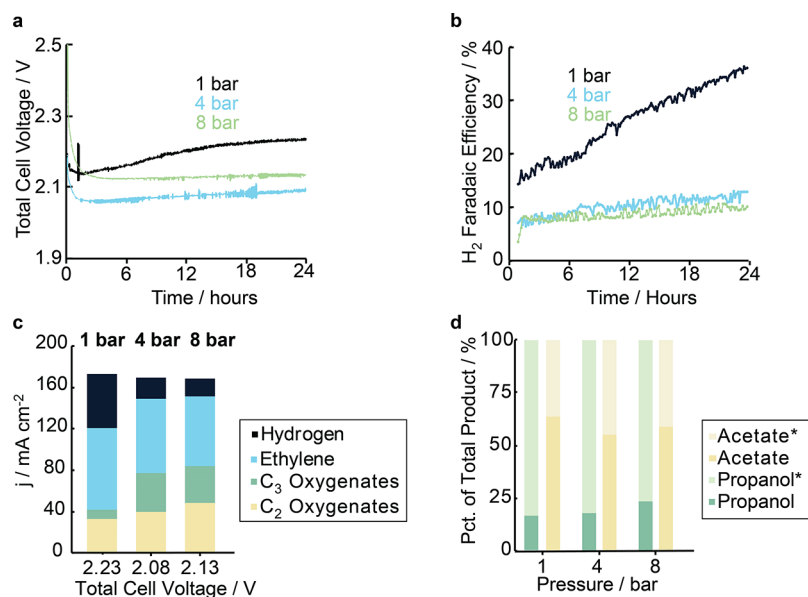 a
2.5
2.3
2.1
1.9
Total Cell Voltage / V
1 bar
4 bar
8 bar
0
6
12
18
24
Time / hours
b
40
30
20
10
0
H2 Faradaic Efficiency / %
1 bar
4 bar
8 bar
0
6
12
18
24
Time / Hours
c
1 bar 4 bar 8 bar
200
160
120
80
40
0
j / mA cm-2
2.23 2.08 2.13
Total Cell Voltage / V
Hydrogen
Ethylene
C3 Oxygenates
C2 Oxygenates
d
100
75
50
25
0
Pct. of Total Product / %
1 4 8
Pressure / bar
Acetate*
Acetate
Propanol*
Propanol